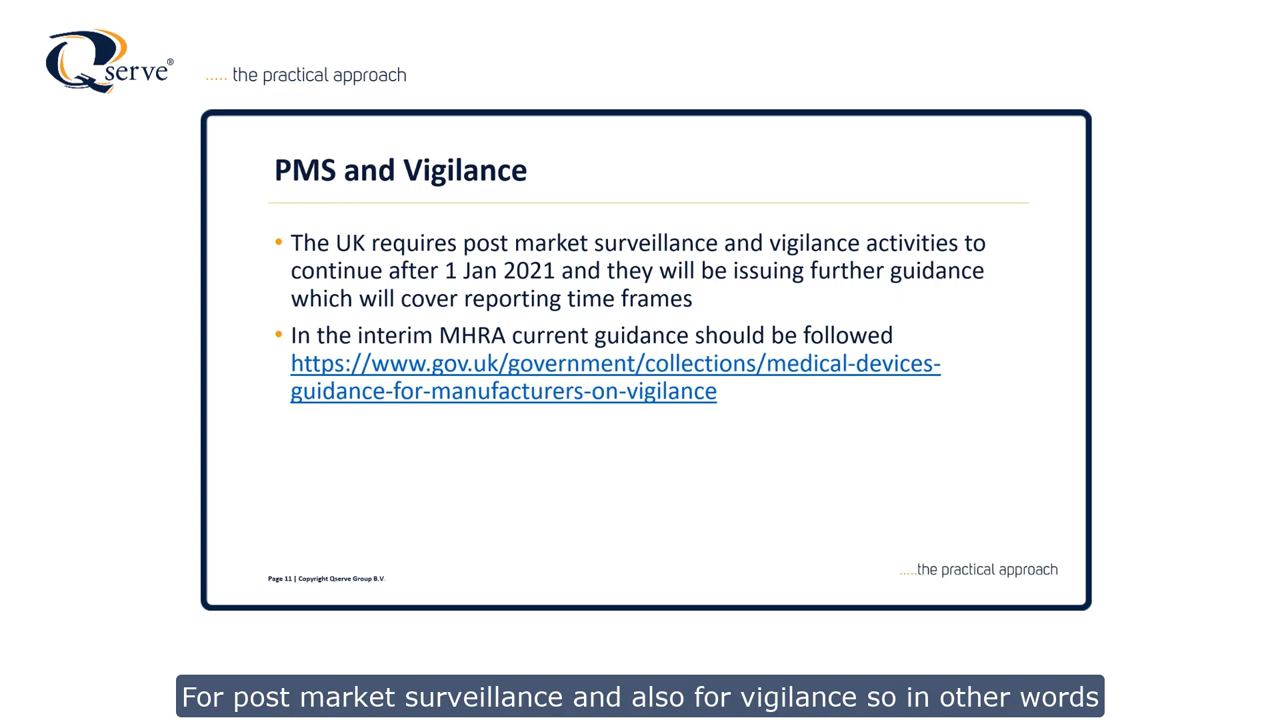 Qserve®
..... the practical approach
PMS and Vigilance
• The UK requires post market surveillance and vigilance activities to
continue after 1 Jan 2021 and they will be issuing further guidance
which will cover reporting time frames
• In the interim MHRA current guidance should be followed
https://www.gov.uk/government/collections/medical-devices-
guidance-for-manufacturers-on-vigilance
.....the practical approach
Page 11 | Copyright Qserve Group B.V.
For post market surveillance and also for vigilance so in other words